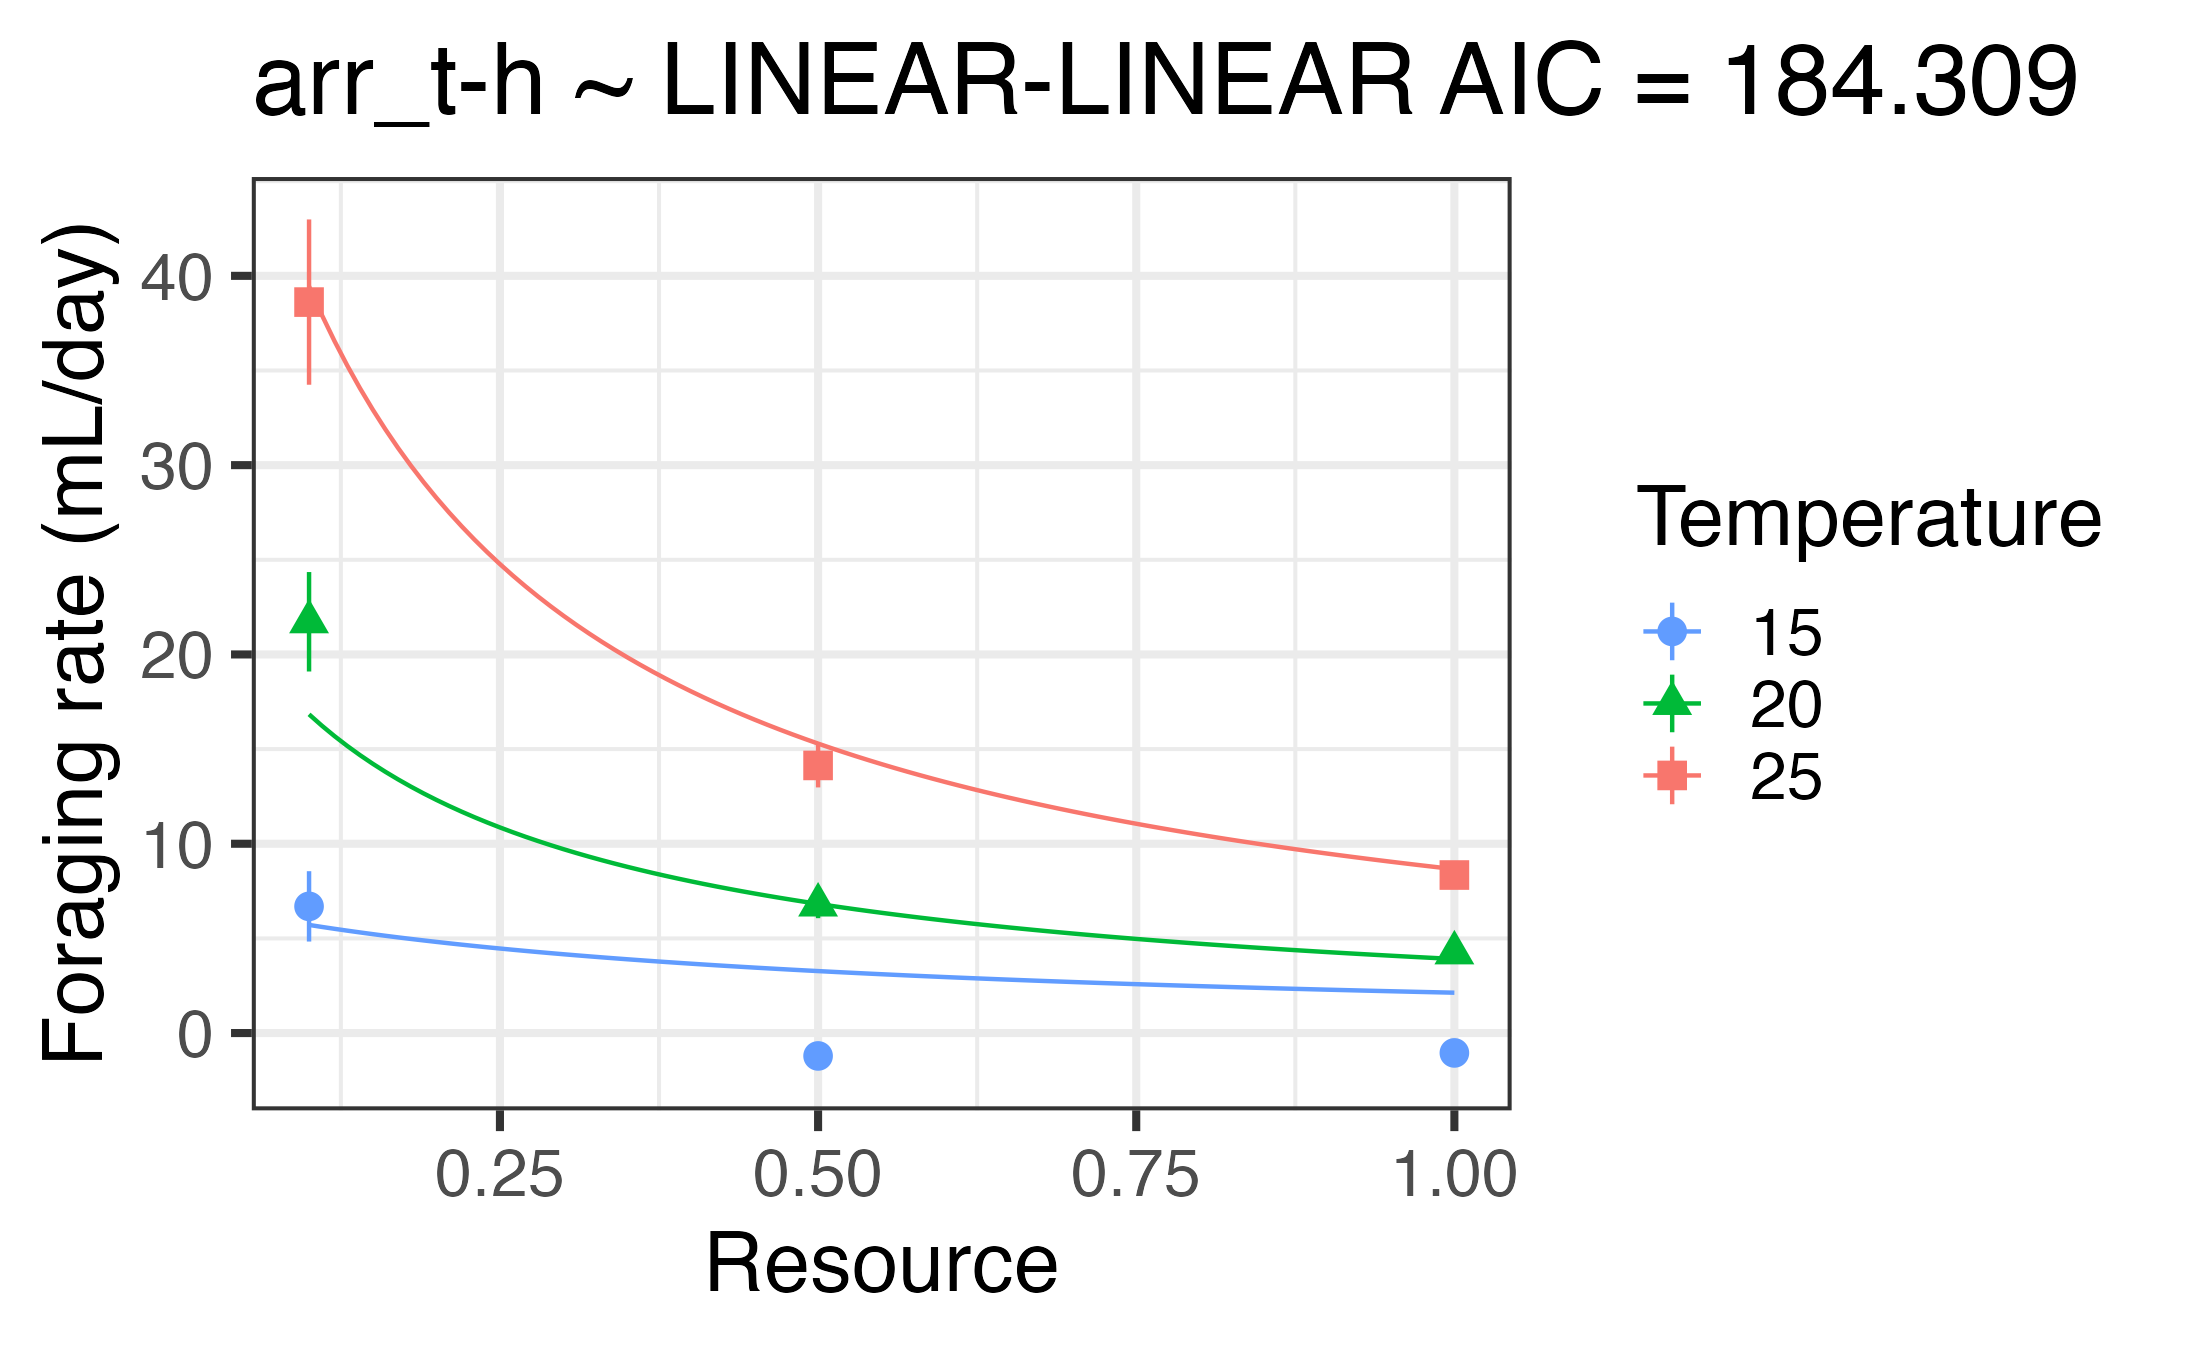 arr_t-h ~ LINEAR-LINEAR AIC = 184.309
Foraging rate (mL/day)
40
30
20
10
0
0.25 0.50 0.75 1.00
Resource
Temperature
15
20
25